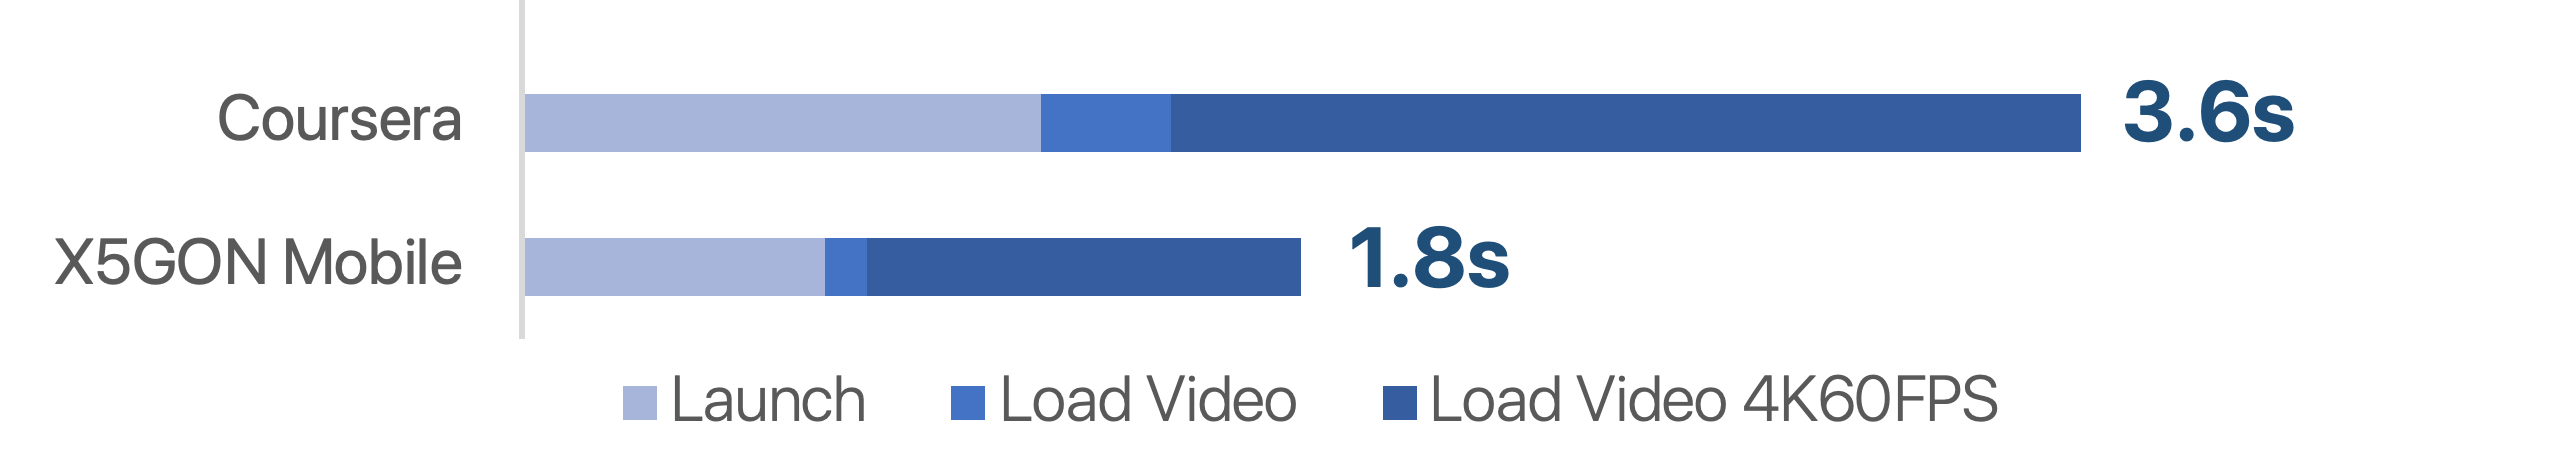 Coursera 3.6s
X5GON Mobile 1.8s
Launch Load Video Load Video 4K60FPS